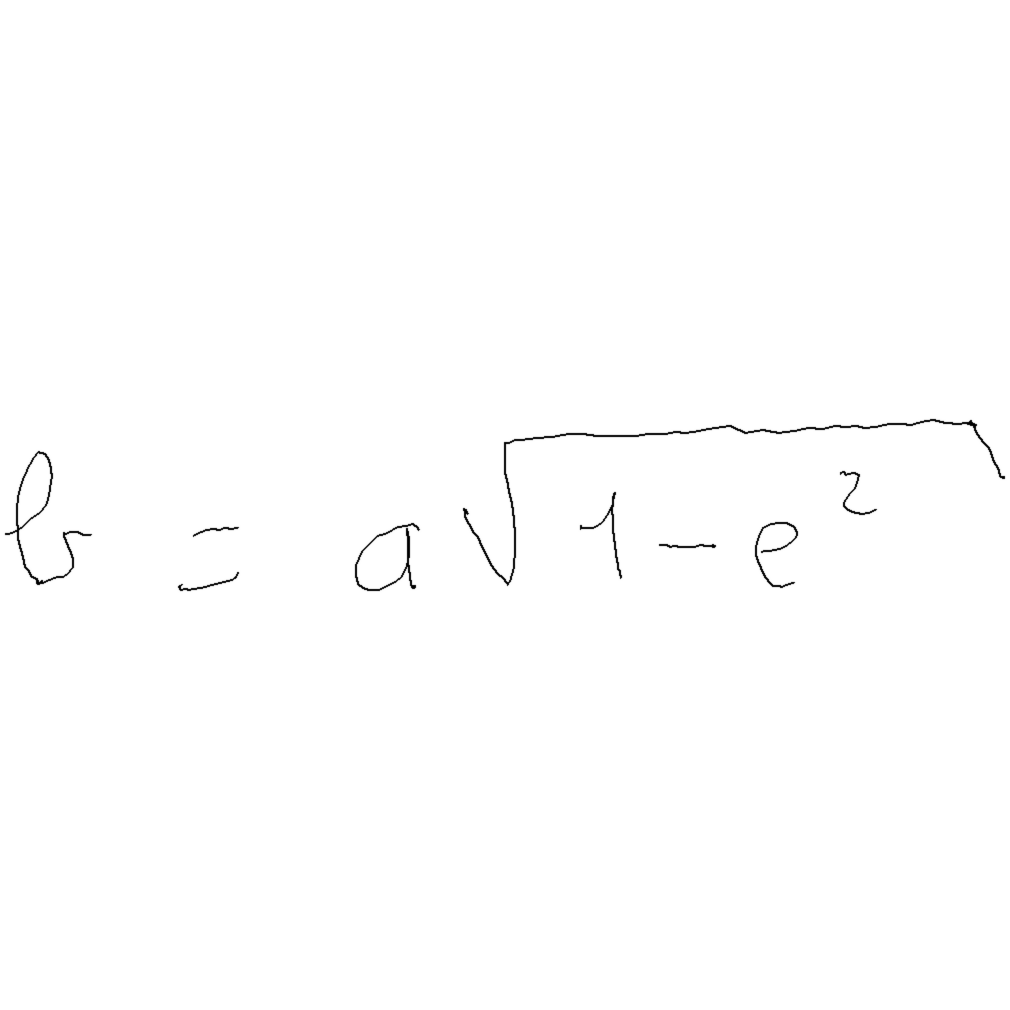 b = a√(1-e²)